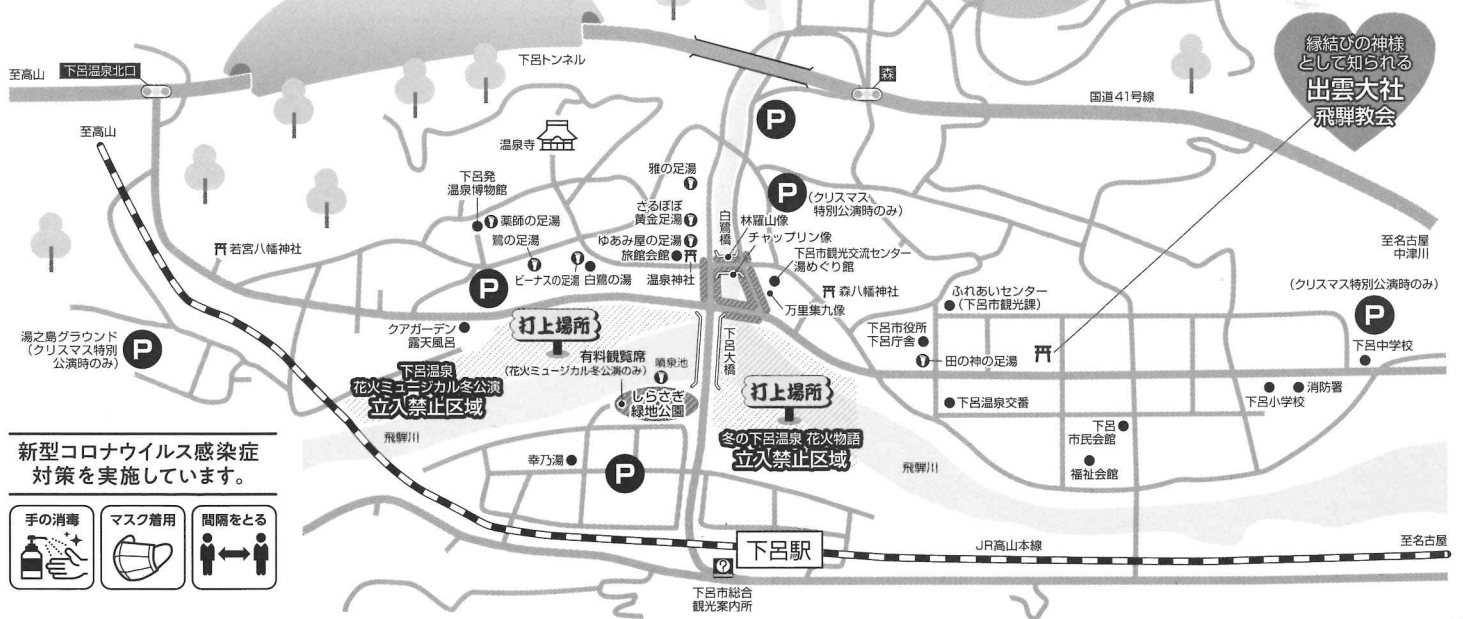 至高山
下呂温泉北口
下呂トンネル
森
国道41号線
縁結びの神様
として知られる
出雲大社
飛騨教会
至高山
温泉寺
P
下呂発
温泉博物館
薬師の足湯
鷺の足湯
ビーナスの足湯
白鷺の湯
雅の足湯
さるぼぼ
黄金足湯
ゆあみ屋の足湯
旅館会館
温泉神社
白鷺橋
P
(クリスマス
特別公演時のみ)
林羅山像
チャップリン像
下呂市観光交流センター
湯めぐり館
森八幡神社
万里集九像
至名古屋
中津川
若宮八幡神社
P
湯之島グラウンド
(クリスマス特別
公演時のみ)
P
クアガーデン
露天風呂
打上場所
下呂温泉
花火ミュージカル冬公演
立入禁止区域
有料観覧席
(花火ミュージカル冬公演のみ)
噴泉池
しらさぎ
緑地公園
下呂大橋
打上場所
冬の下呂温泉 花火物語
立入禁止区域
ふれあいセンター
(下呂市観光課)
下呂市役所
下呂庁舎
田の神の足湯
下呂温泉交番
(クリスマス特別公演時のみ)
P
下呂中学校
消防署
下呂小学校
下呂
市民会館
福祉会館
飛騨川
飛騨川
幸乃湯
P
新型コロナウイルス感染症
対策を実施しています。
手の消毒
マスク着用
間隔をとる
下呂駅
JR高山本線
至名古屋
?
下呂市総合
観光案内所